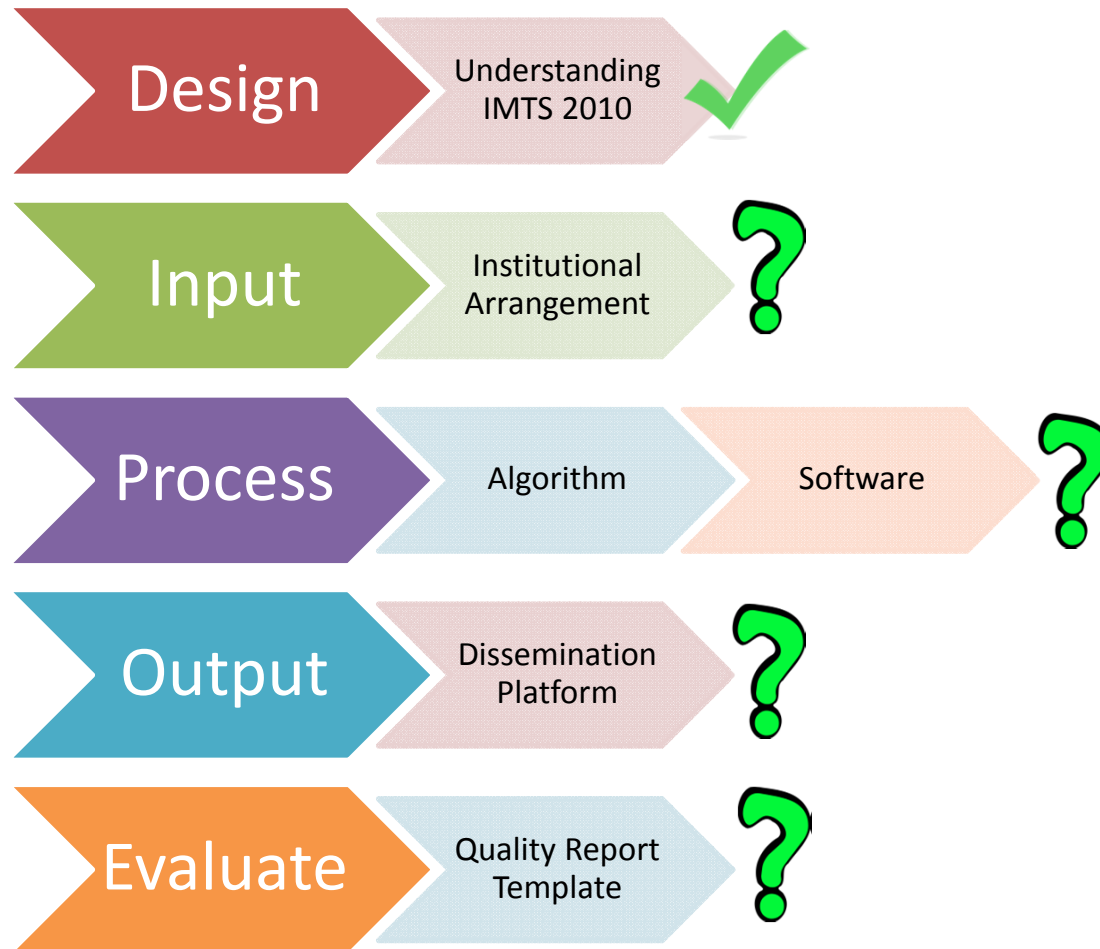 Design
Understanding
IMTS 2010
Input
Institutional
Arrangement
?
Process
Algorithm
Software
?
Output
Dissemination
Platform
?
Evaluate
Quality Report
Template
?